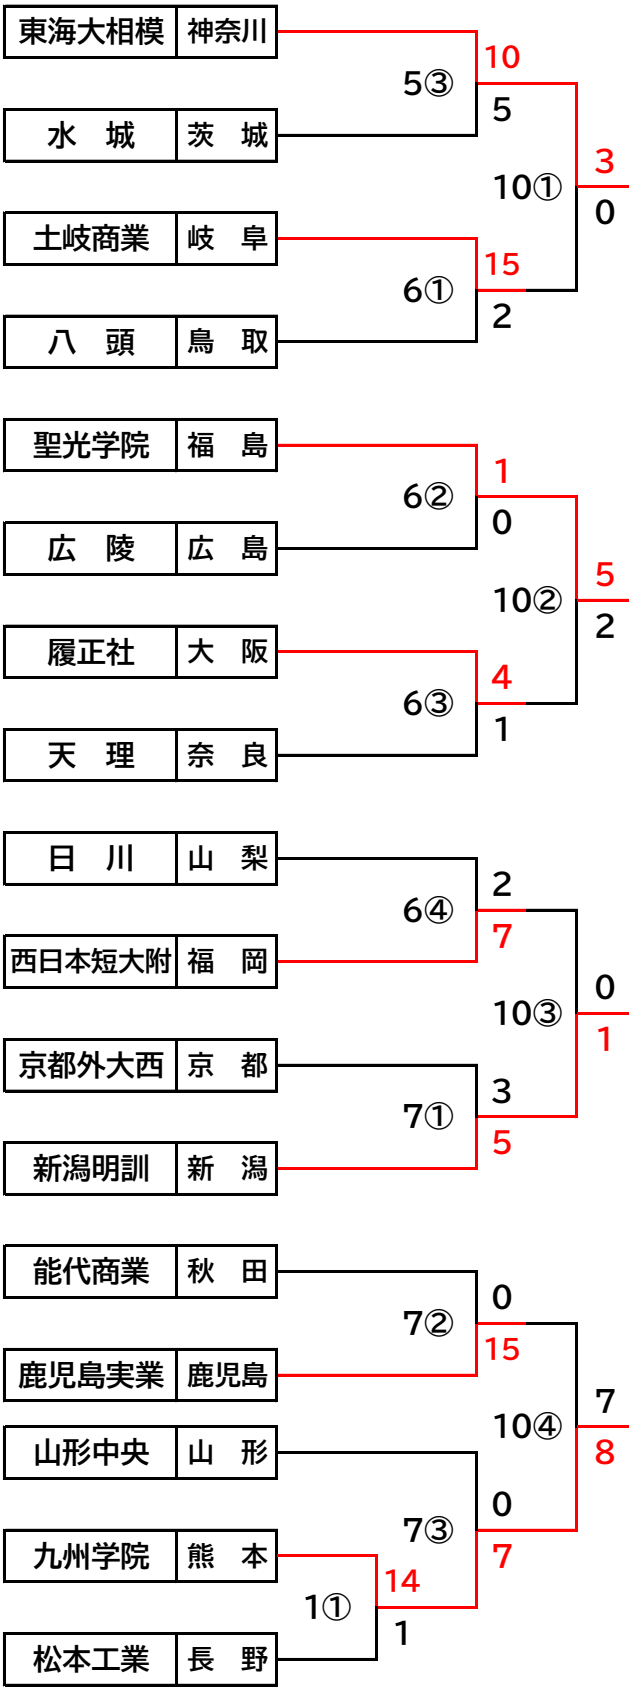 東海大相模 神奈川
10
5③
5
水 城 茨 城
3
10①
0
土岐商業 岐 阜
15
6①
2
八 頭 鳥 取
聖光学院 福 島
1
6②
0
広 陵 広 島
5
10②
2
履正社 大 阪
4
6③
1
天 理 奈 良
日 川 山 梨
2
6④
7
西日本短大附 福 岡
0
10③
1
京都外大西 京 都
3
7①
5
新潟明訓 新 潟
能代商業 秋 田
0
7②
15
鹿児島実業 鹿児島
7
10④
8
山形中央 山 形
0
7③
7
九州学院 熊 本
14
1①
1
松本工業 長 野